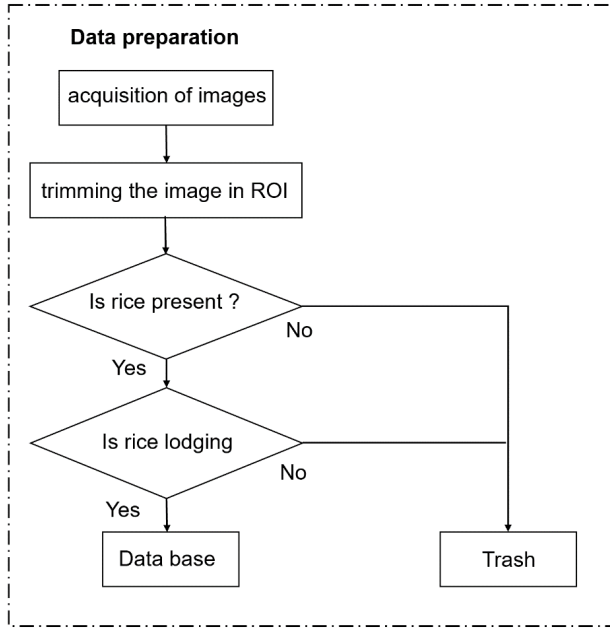 Data preparation
acquisition of images
trimming the image in ROI
Is rice present ?
No
Yes
Is rice lodging
No
Yes
Data base
Trash